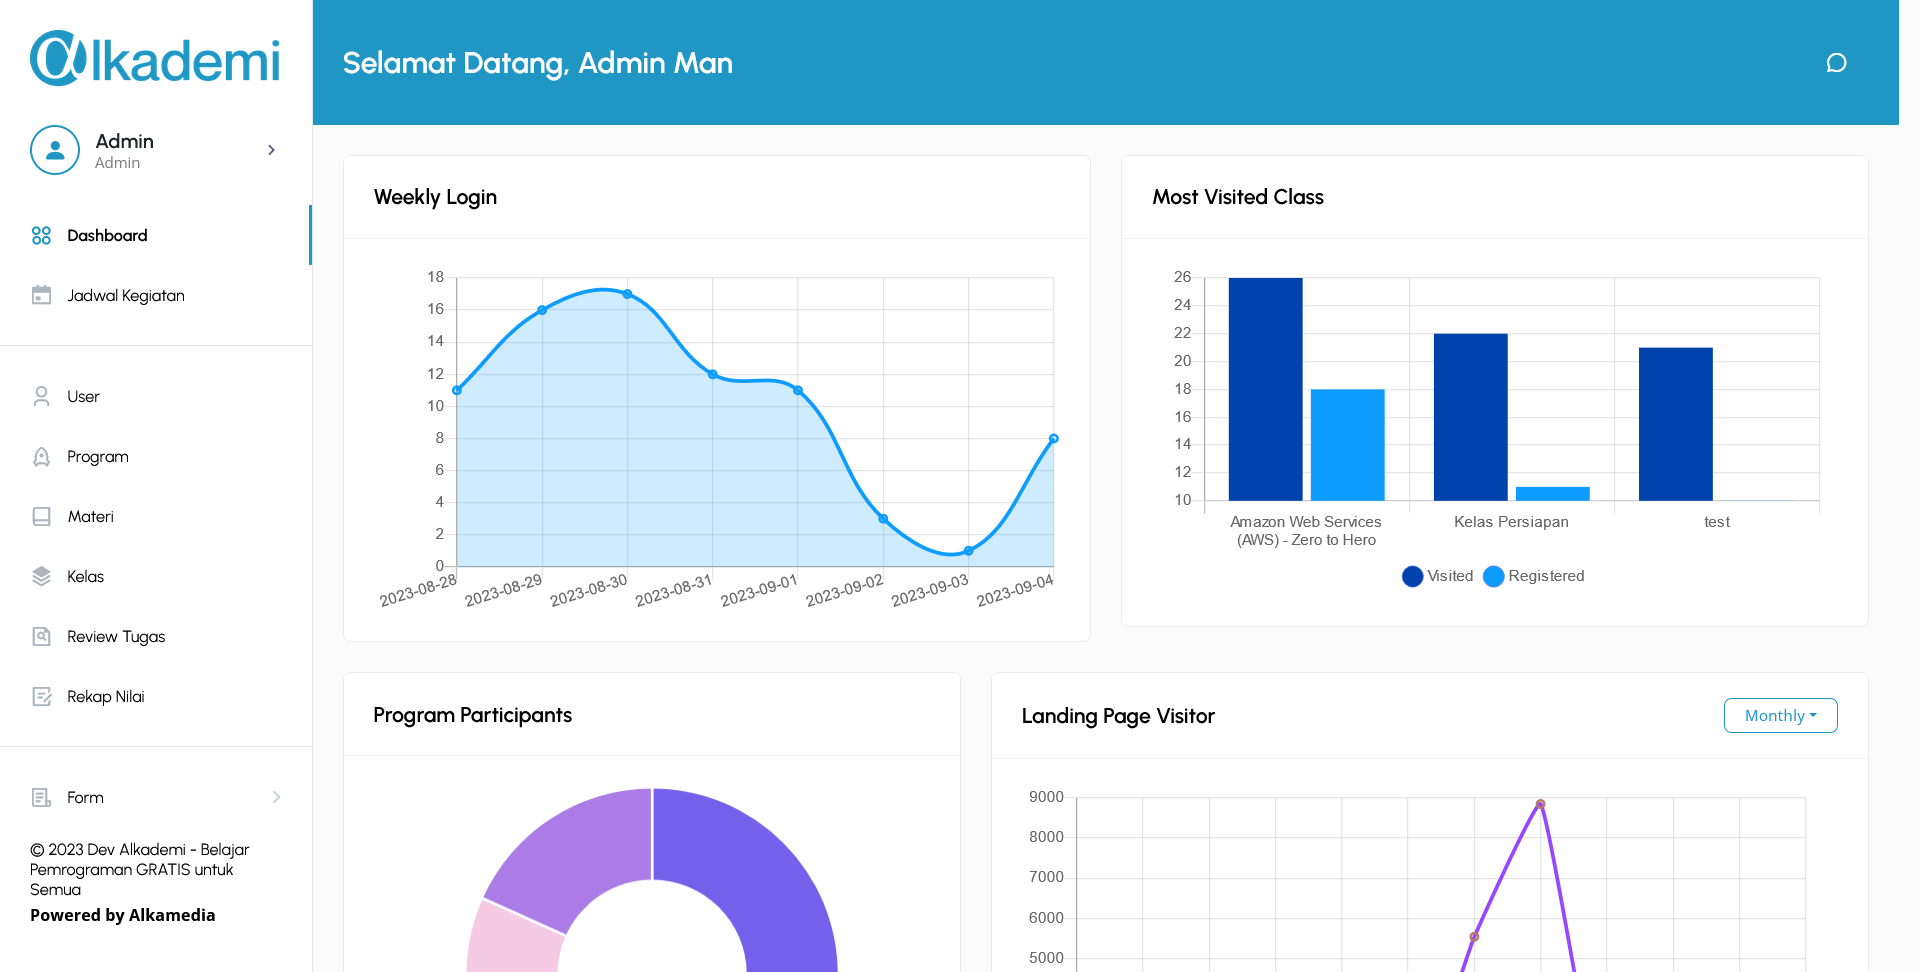 alkademi
Admin
Admin
Dashboard
Jadwal Kegiatan
User
Program
Materi
Kelas
Review Tugas
Rekap Nilai
Form
© 2023 Dev Alkademi - Belajar
Pemrograman GRATIS untuk
Semua
Powered by Alkamedia
Selamat Datang, Admin Man
Weekly Login
18
16
14
12
10
8
6
4
2
0
2023-08-28
2023-08-29
2023-08-30
2023-08-31
2023-09-01
2023-09-02
2023-09-03
2023-09-04
Most Visited Class
26
24
22
20
18
16
14
12
10
Amazon Web Services
(AWS) - Zero to Hero
Kelas Persiapan
test
Visited
Registered
Program Participants
Landing Page Visitor
Monthly
9000
8000
7000
6000
5000